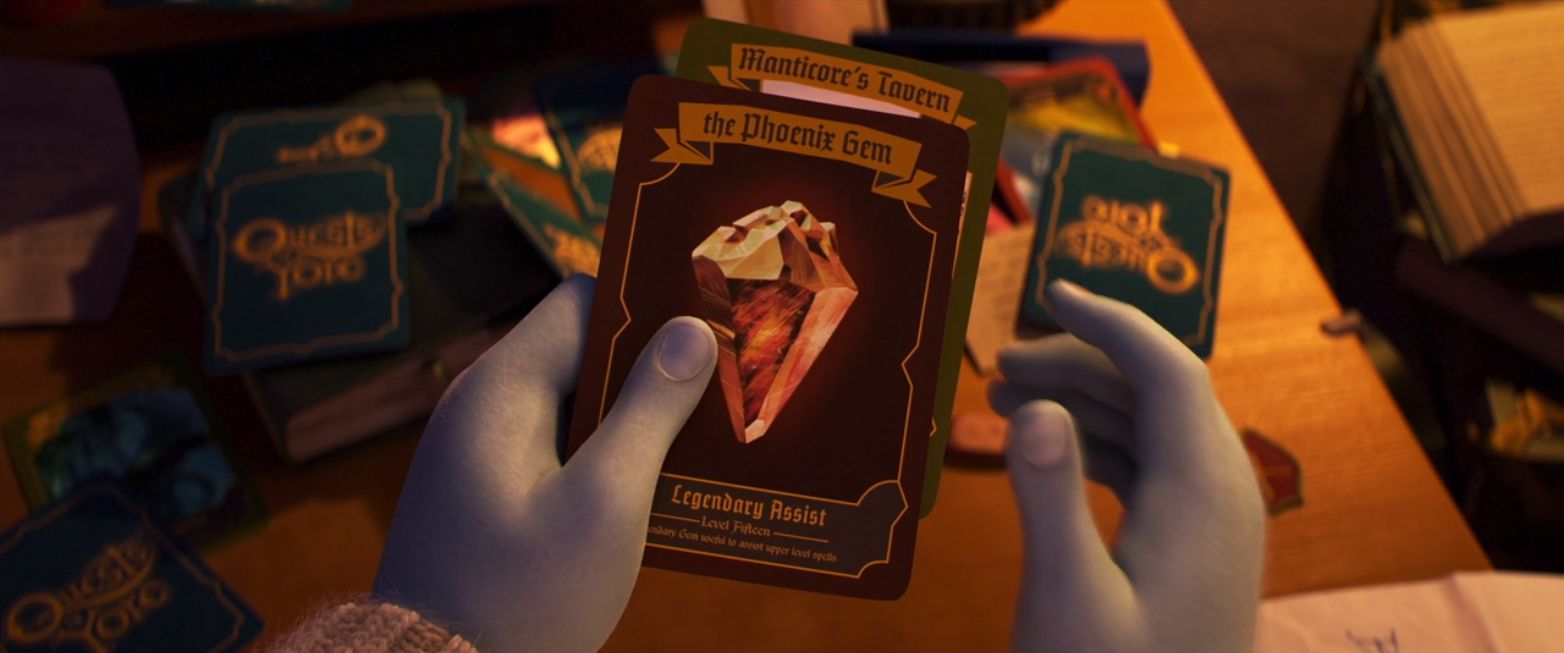 Manticore's Tavern
the Phoenix Gem
Legendary Assist
Level Fifteen
Gem useful to assist upper level spells.
Quests
of
Yore
Quests
of
Yore
Quests
of
Yore